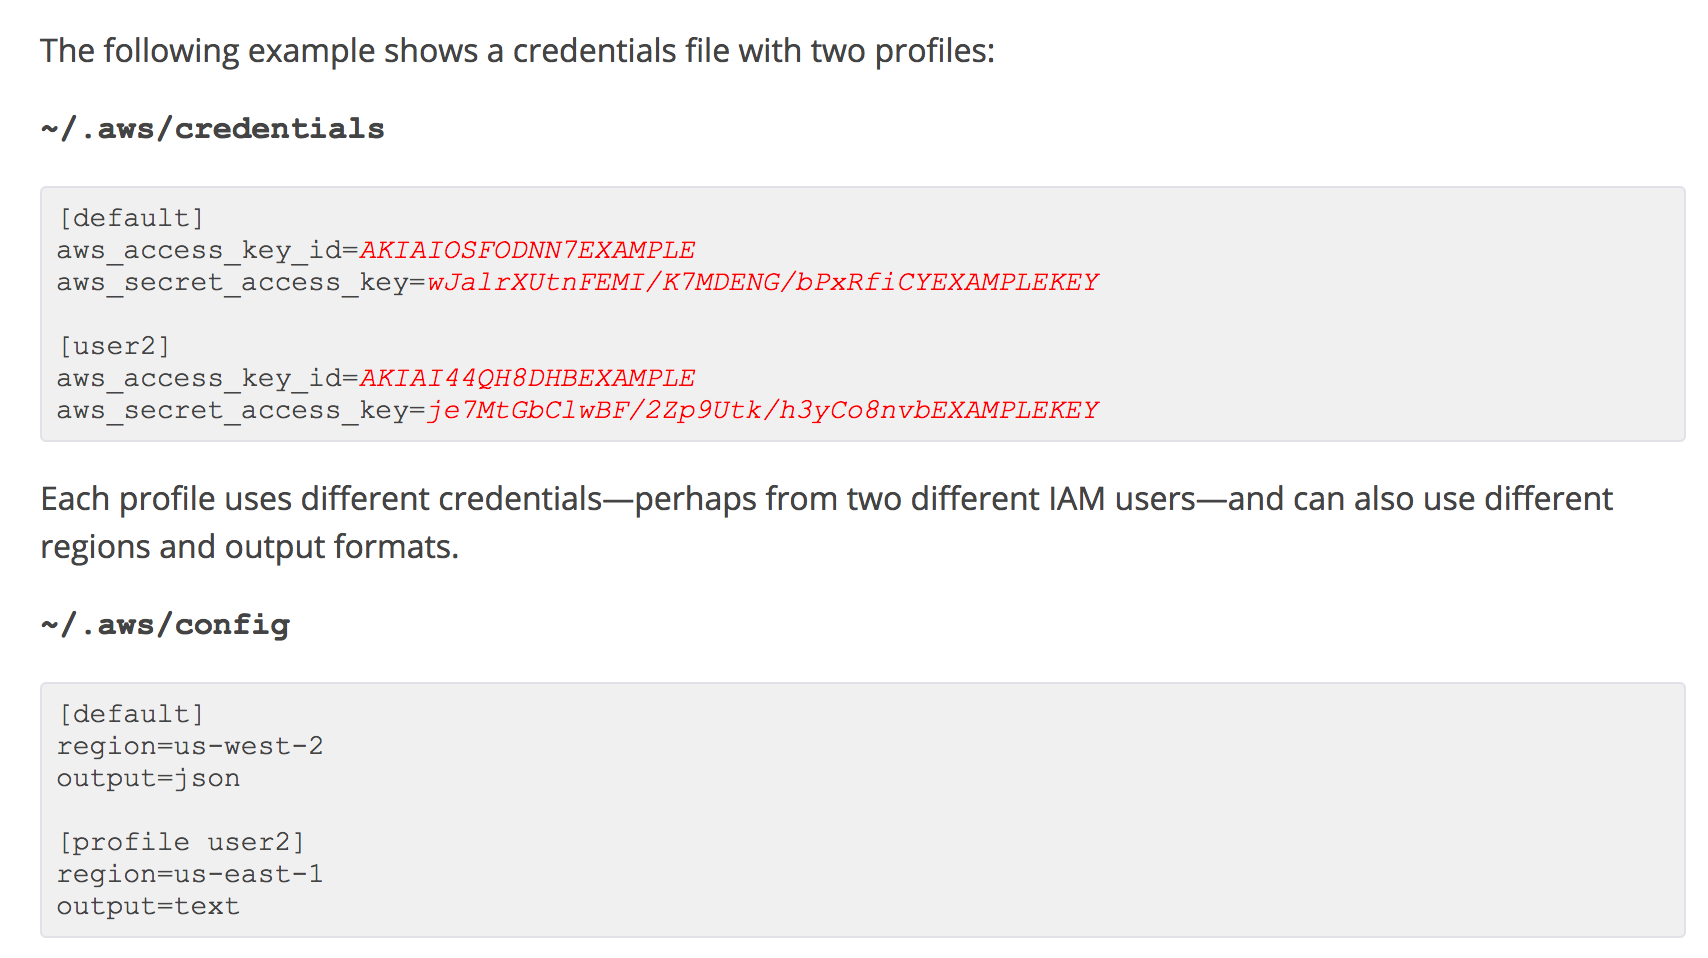 The following example shows a credentials file with two profiles:
~/.aws/credentials
[default]
aws_access_key_id=AKIAIOSFODNN7EXAMPLE
aws_secret_access_key=wJalrXUtnFEMI/K7MDENG/bPxRfiCYEXAMPLEKEY
[user2]
aws_access_key_id=AKIAI44QH8DHBEXAMPLE
aws_secret_access_key=je7MtGbClwBF/2Zp9Utk/h3yCo8nvbEXAMPLEKEY
Each profile uses different credentials—perhaps from two different IAM users—and can also use different
regions and output formats.
~/.aws/config
[default]
region=us-west-2
output=json
[profile user2]
region=us-east-1
output=text